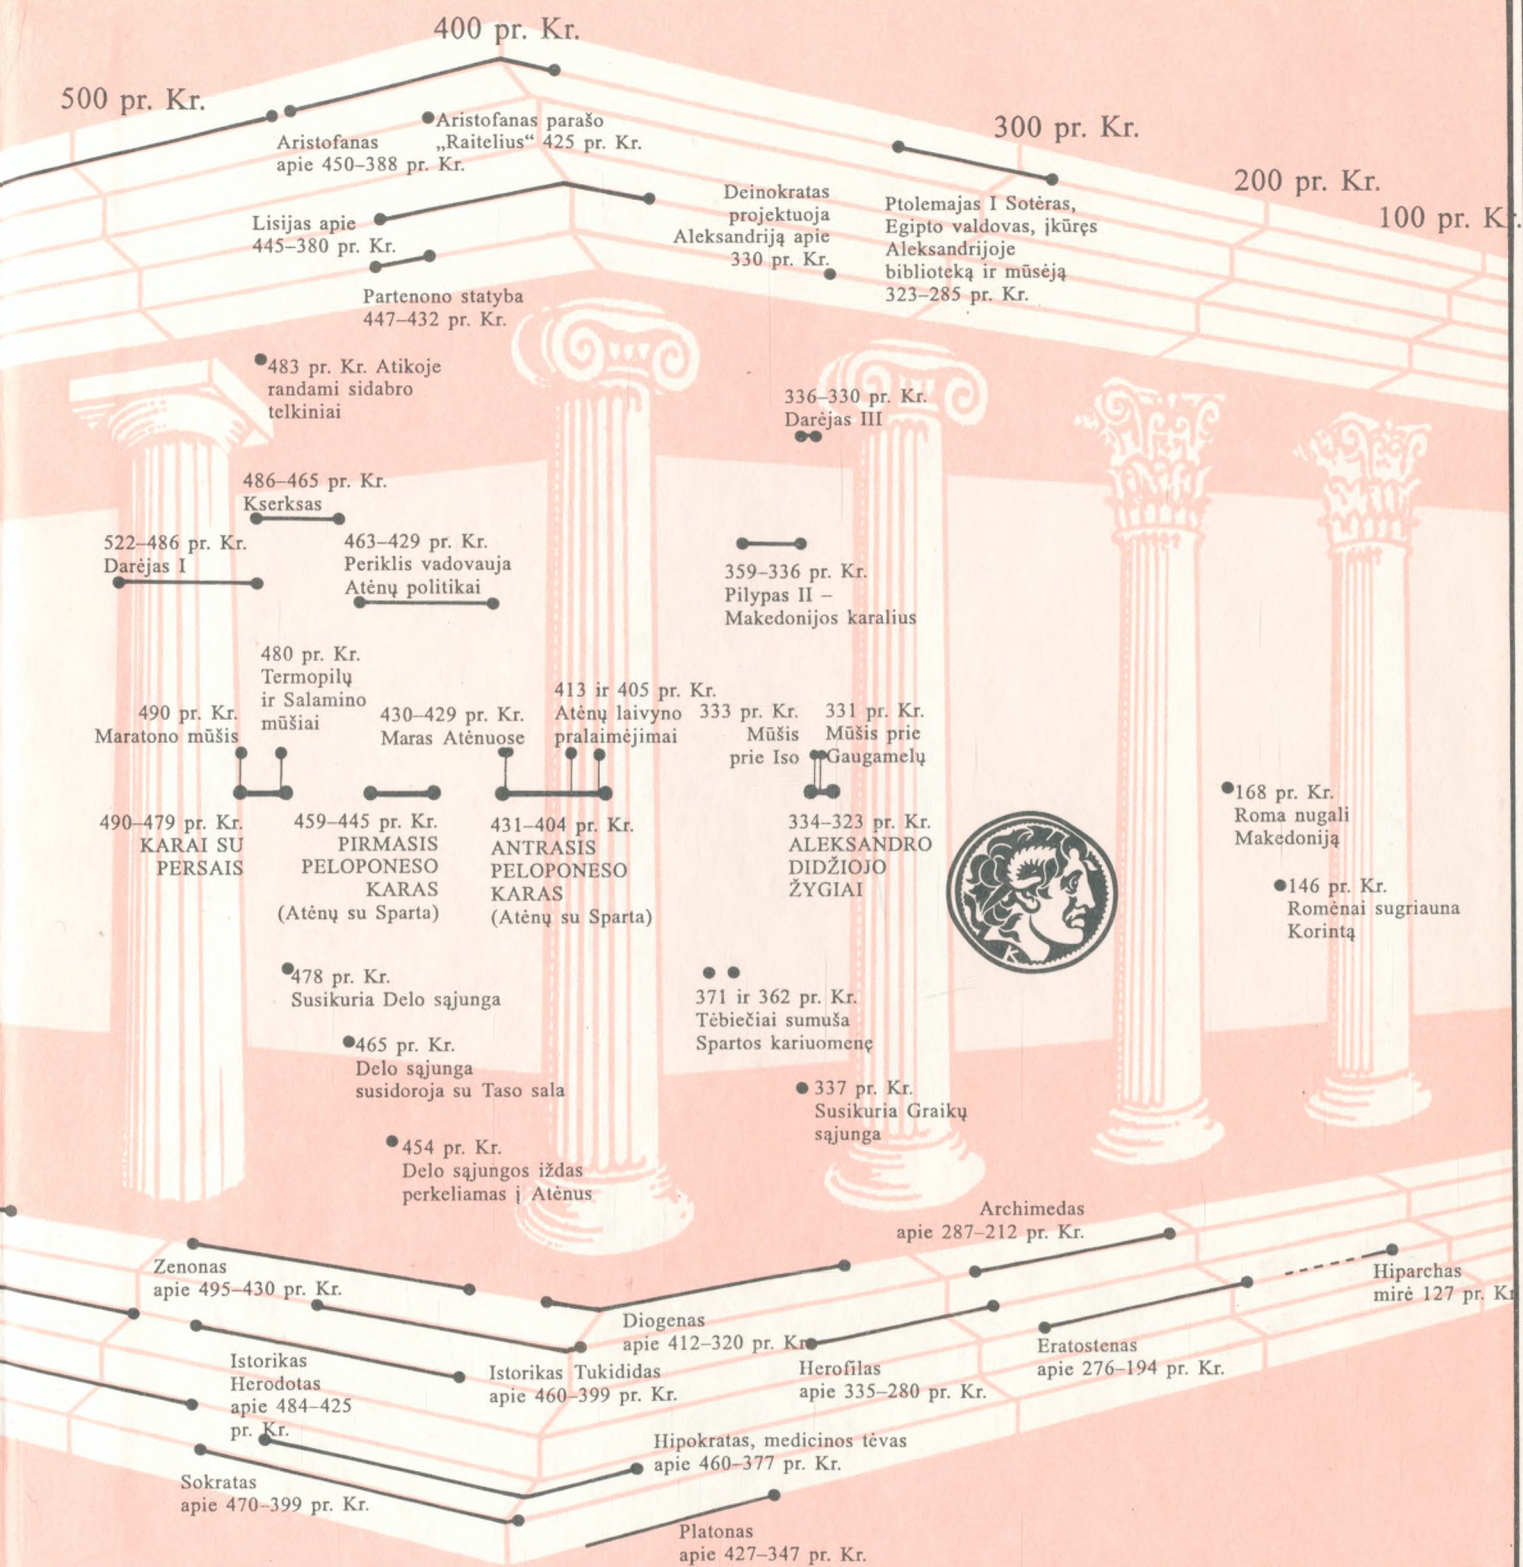 400 pr. Kr.
500 pr. Kr.
300 pr. Kr.
200 pr. Kr.
100 pr. Kr.
Aristofanas
apie 450–388 pr. Kr.
Aristofanas parašo
„Raitelius“ 425 pr. Kr.
Lisijas apie
445–380 pr. Kr.
Deinokratas
projektuoja
Aleksandriją apie
330 pr. Kr.
Ptolemajas I Sotėras,
Egipto valdovas, įkūręs
Aleksandrijoje
biblioteką ir mūsėją
323–285 pr. Kr.
Partenono statyba
447–432 pr. Kr.
483 pr. Kr. Atikoje
randami sidabro
telkiniai
336–330 pr. Kr.
Darėjas III
486–465 pr. Kr.
Kserksas
522–486 pr. Kr.
Darėjas I
463–429 pr. Kr.
Periklis vadovauja
Atėnų politikai
359–336 pr. Kr.
Pilypas II –
Makedonijos karalius
480 pr. Kr.
Termopilų
ir Salamino
mūšiai
490 pr. Kr.
Maratono mūšis
430–429 pr. Kr.
Maras Atėnuose
413 ir 405 pr. Kr.
Atėnų laivyno
pralaimėjimai
333 pr. Kr.
Mūšis
prie Iso
331 pr. Kr.
Mūšis prie
Gaugamelų
490–479 pr. Kr.
KARAI SU
PERSAIS
459–445 pr. Kr.
PIRMASIS
PELOPONESO
KARAS
(Atėnų su Sparta)
431–404 pr. Kr.
ANTRASIS
PELOPONESO
KARAS
(Atėnų su Sparta)
334–323 pr. Kr.
ALEKSANDRO
DIDŽIOJO
ŽYGIAI
K
168 pr. Kr.
Roma nugali
Makedoniją
146 pr. Kr.
Romėnai sugriauna
Korintą
478 pr. Kr.
Susikuria Delo sąjunga
371 ir 362 pr. Kr.
Tėbiečiai sumuša
Spartos kariuomenę
465 pr. Kr.
Delo sąjunga
susidoroja su Taso sala
337 pr. Kr.
Susikuria Graikų
sąjunga
454 pr. Kr.
Delo sąjungos iždas
perkeliamas į Atėnus
Archimedas
apie 287–212 pr. Kr.
Zenonas
apie 495–430 pr. Kr.
Hiparchas
mirė 127 pr. Kr
Diogenas
apie 412–320 pr. Kr.
Eratostenas
apie 276–194 pr. Kr.
Istorikas
Herodotas
apie 484–425
pr. Kr.
Istorikas Tukididas
apie 460–399 pr. Kr.
Herofilas
apie 335–280 pr. Kr.
Hipokratas, medicinos tėvas
apie 460–377 pr. Kr.
Sokratas
apie 470–399 pr. Kr.
Platonas
apie 427–347 pr. Kr.